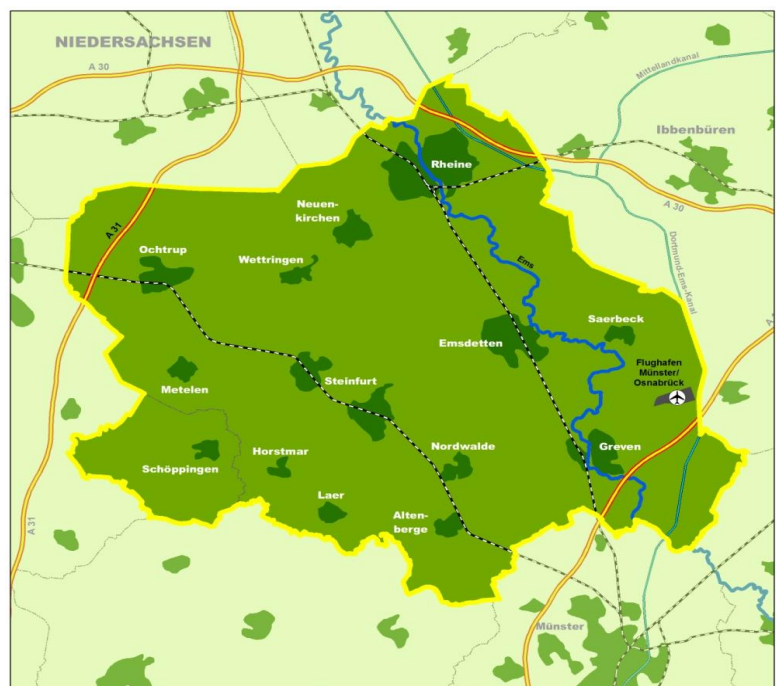 NIEDERSACHSEN
A 30
Mittellandkanal
Ibbenbüren
Rheine
A 30
Neuen-
kirchen
A 31
Ochtrup
Wettringen
Ems
Dortmund-Ems-Kanal
Saerbeck
Emsdetten
Flughafen
Münster/
Osnabrück
A
Metelen
Steinfurt
Schöppingen
Horstmar
Nordwalde
Greven
Laer
Alten-
berge
A 31
Münster